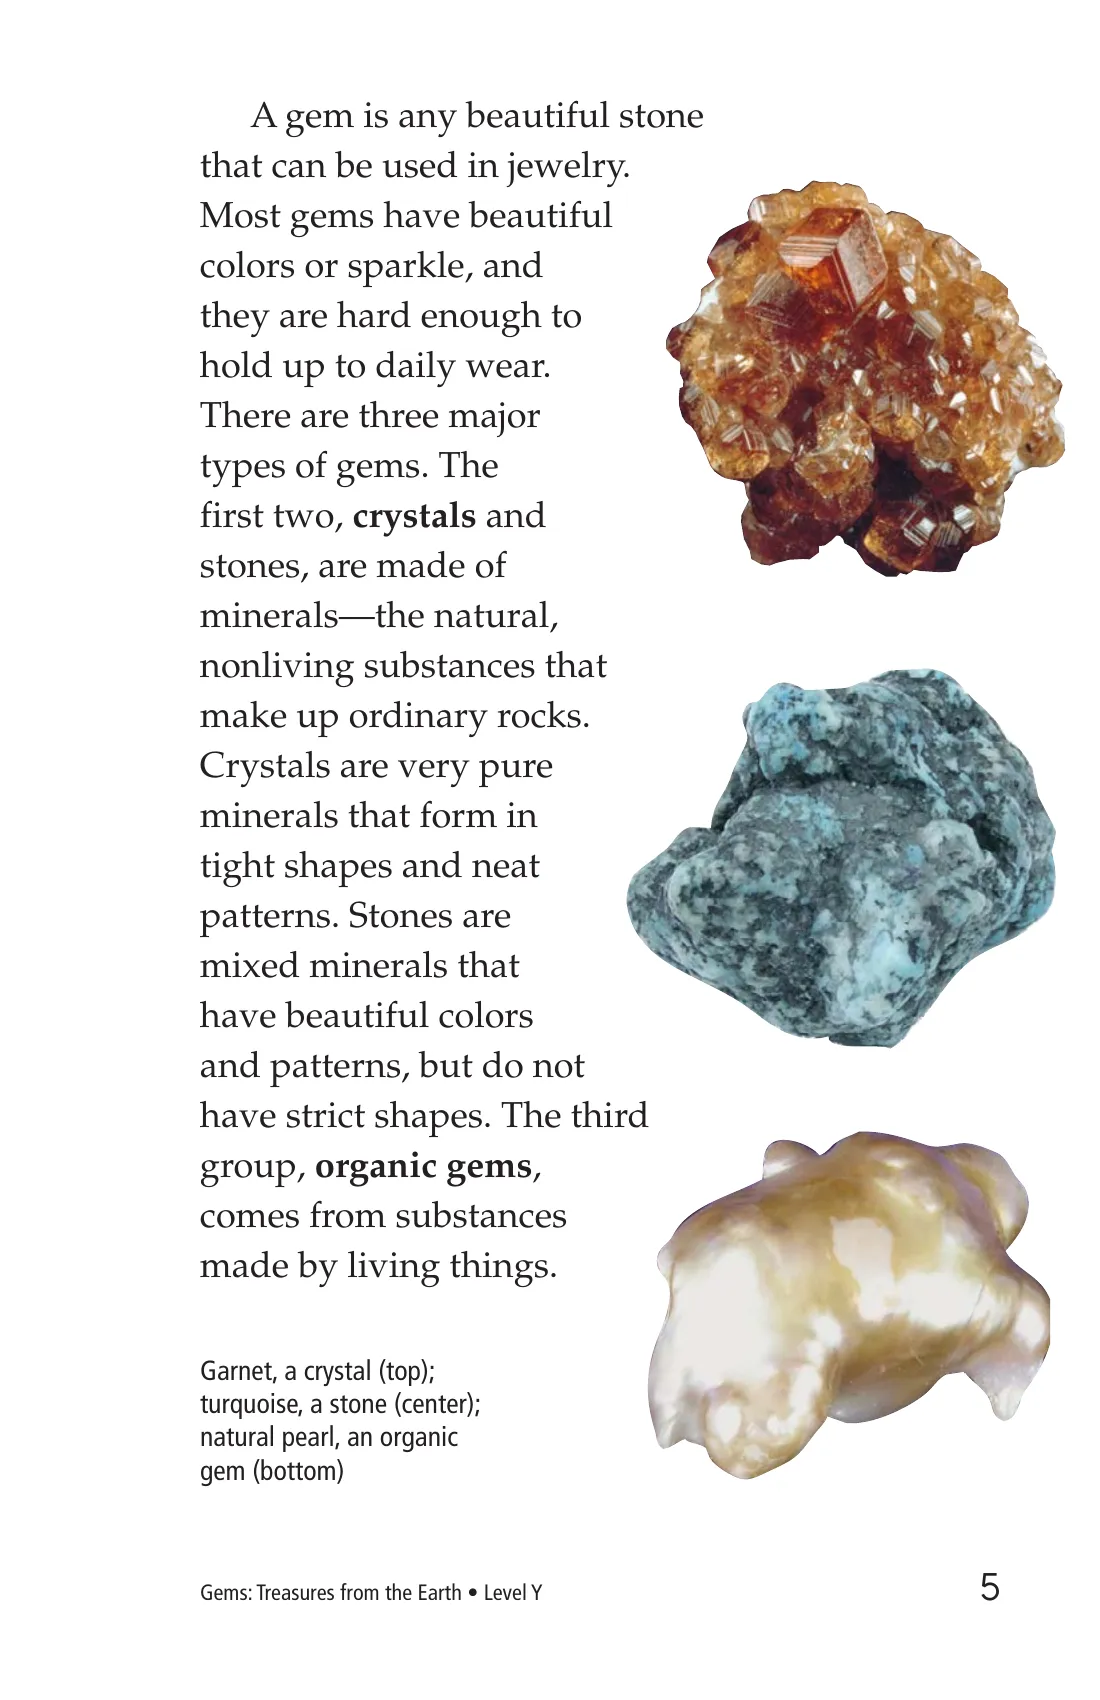 A gem is any beautiful stone
that can be used in jewelry.
Most gems have beautiful
colors or sparkle, and
they are hard enough to
hold up to daily wear.
There are three major
types of gems. The
first two, crystals and
stones, are made of
minerals—the natural,
nonliving substances that
make up ordinary rocks.
Crystals are very pure
minerals that form in
tight shapes and neat
patterns. Stones are
mixed minerals that
have beautiful colors
and patterns, but do not
have strict shapes. The third
group, organic gems,
comes from substances
made by living things.
Garnet, a crystal (top);
turquoise, a stone (center);
natural pearl, an organic
gem (bottom)
Gems: Treasures from the Earth • Level Y
5